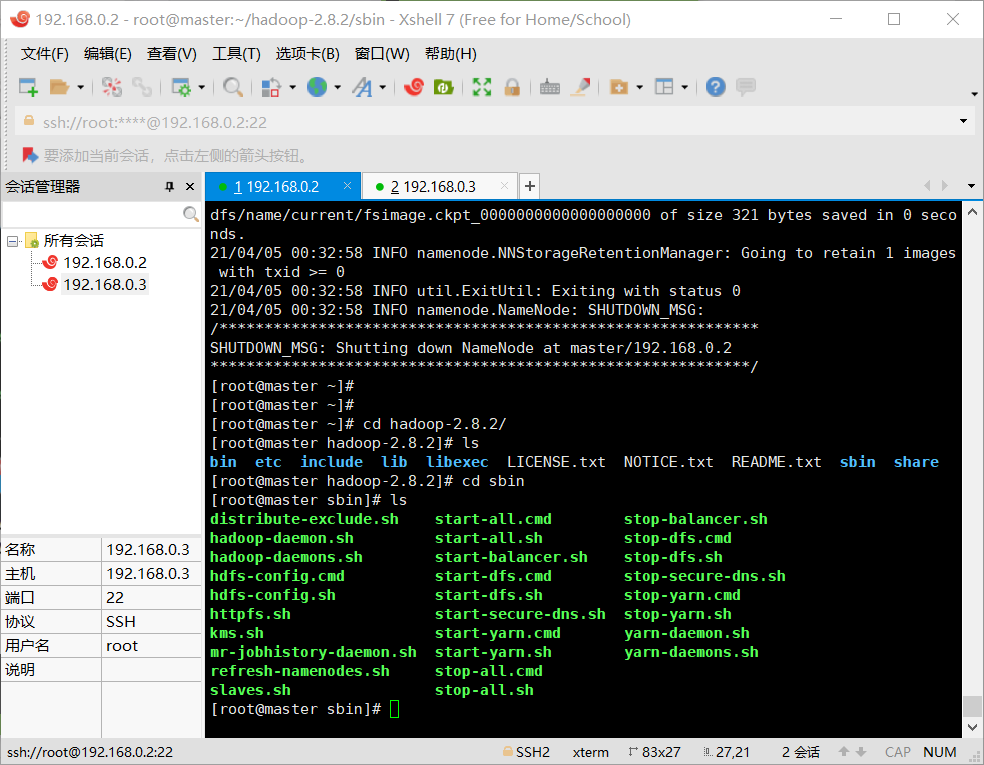 192.168.0.2 - root@master:~/hadoop-2.8.2/sbin - Xshell 7 (Free for Home/School)
文件(F) 编辑(E) 查看(V) 工具(T) 选项卡(B) 窗口(W) 帮助(H)
ssh://root:****@192.168.0.2:22
要添加当前会话，点击左侧的箭头按钮。
会话管理器
1 192.168.0.2
2 192.168.0.3
所有会话
192.168.0.2
192.168.0.3
名称 192.168.0.3
主机 192.168.0.3
端口 22
协议 SSH
用户名 root
说明
dfs/name/current/fsimage.ckpt_0000000000000000000 of size 321 bytes saved in 0 seco
nds.
21/04/05 00:32:58 INFO namenode.NNStorageRetentionManager: Going to retain 1 images
 with txid >= 0
21/04/05 00:32:58 INFO util.ExitUtil: Exiting with status 0
21/04/05 00:32:58 INFO namenode.NameNode: SHUTDOWN_MSG:
/************************************************************
SHUTDOWN_MSG: Shutting down NameNode at master/192.168.0.2
************************************************************/
[root@master ~]#
[root@master ~]#
[root@master ~]# cd hadoop-2.8.2/
[root@master hadoop-2.8.2]# ls
bin etc include lib libexec LICENSE.txt NOTICE.txt README.txt sbin share
[root@master hadoop-2.8.2]# cd sbin
[root@master sbin]# ls
distribute-exclude.sh start-all.cmd stop-balancer.sh
hadoop-daemon.sh start-all.sh stop-dfs.cmd
hadoop-daemons.sh start-balancer.sh stop-dfs.sh
hdfs-config.cmd start-dfs.cmd stop-secure-dns.sh
hdfs-config.sh start-dfs.sh stop-yarn.cmd
httpfs.sh start-secure-dns.sh stop-yarn.sh
kms.sh start-yarn.cmd yarn-daemon.sh
mr-jobhistory-daemon.sh start-yarn.sh yarn-daemons.sh
refresh-namenodes.sh stop-all.cmd
slaves.sh stop-all.sh
[root@master sbin]#
ssh://root@192.168.0.2:22 SSH2 xterm 83x27 27,21 2 会话 CAP NUM